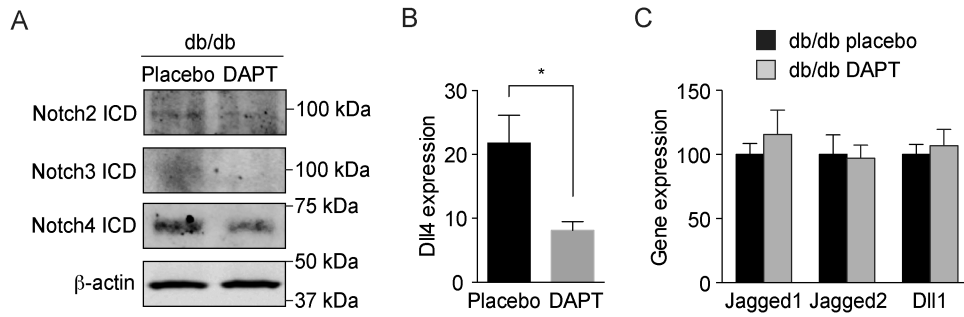 A
db/db
Placebo DAPT
Notch2 ICD
100 kDa
Notch3 ICD
100 kDa
75 kDa
Notch4 ICD
50 kDa
β-actin
37 kDa
B
*
30
20
10
0
Dll4 expression
Placebo DAPT
C
db/db placebo
db/db DAPT
150
100
50
0
Gene expression
Jagged1 Jagged2 Dll1